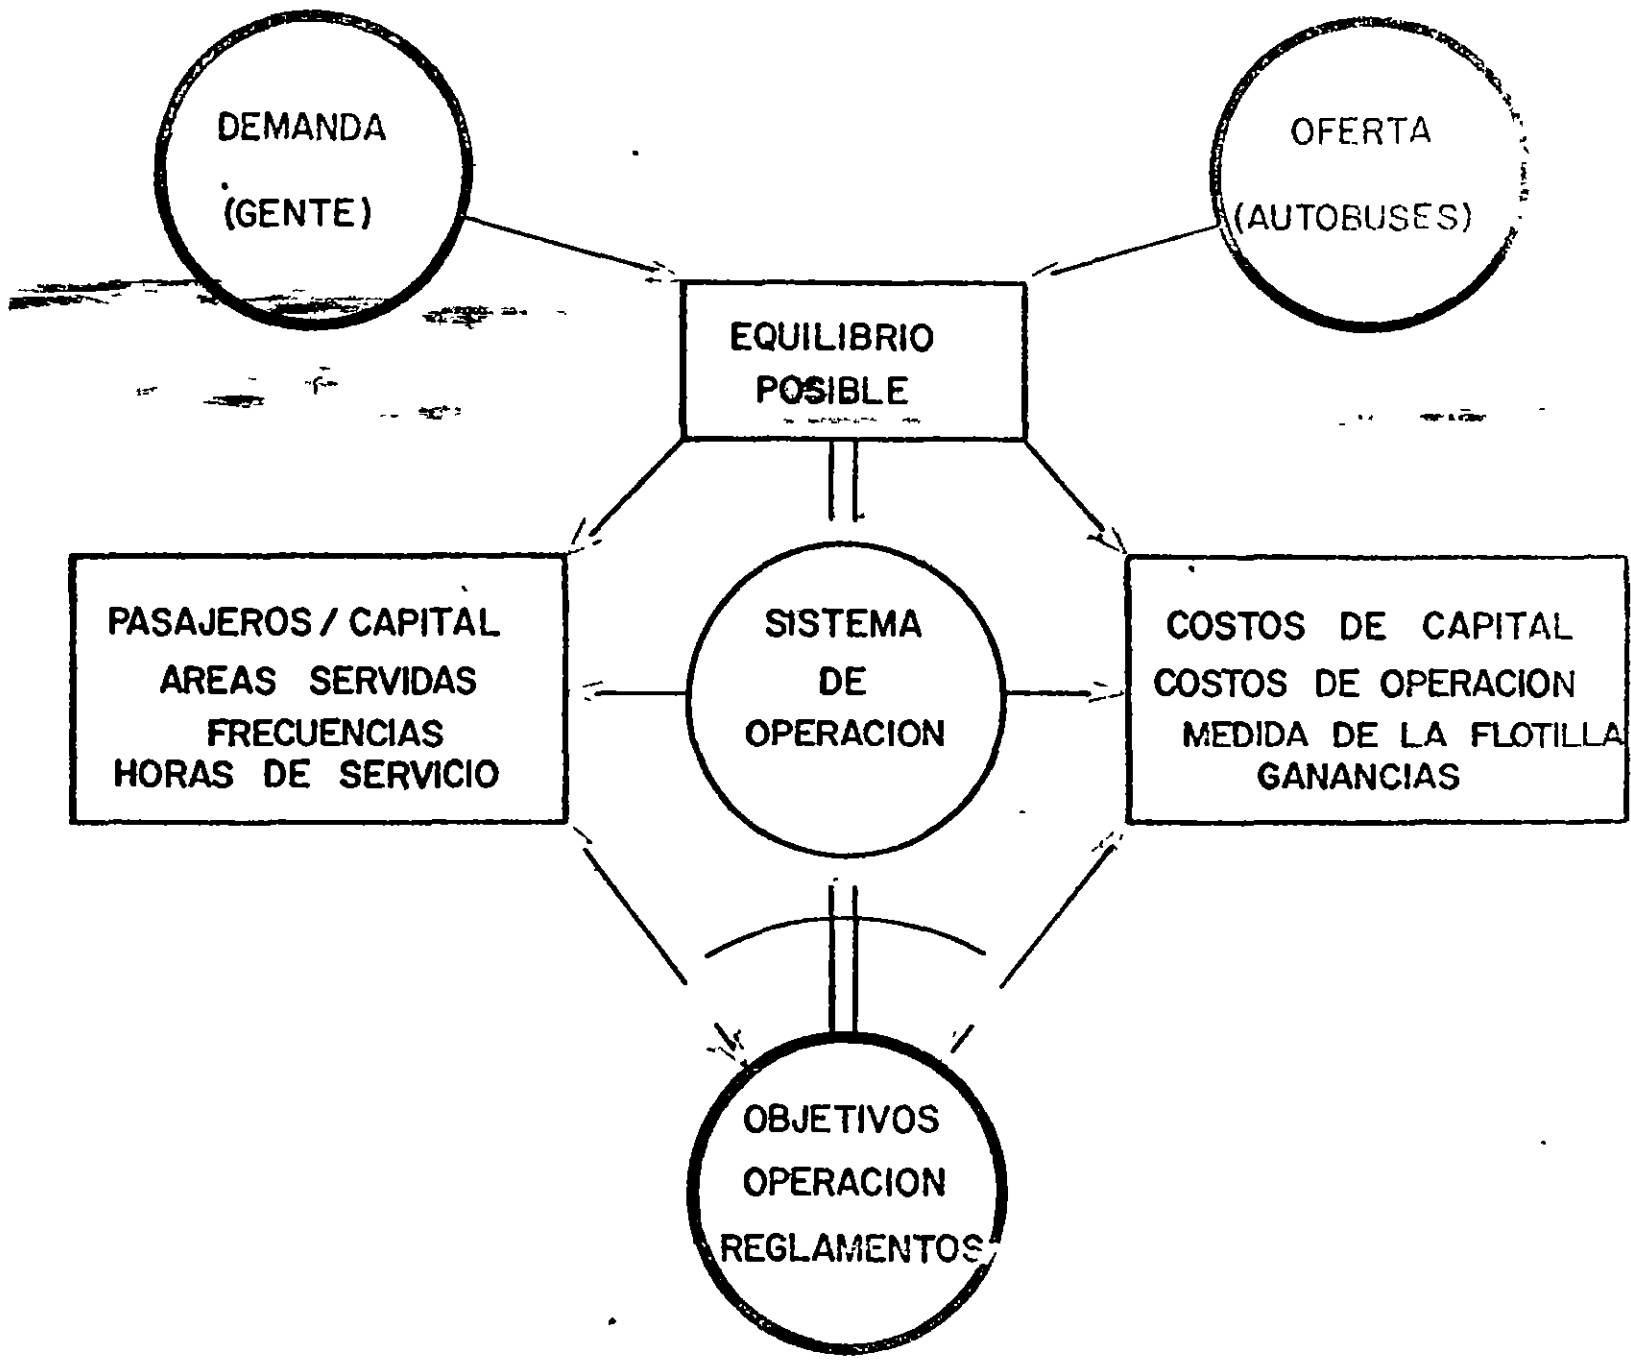 DEMANDA
(GENTE)
OFERTA
(AUTOBUSES)
EQUILIBRIO
POSIBLE
PASAJEROS / CAPITAL
AREAS SERVIDAS
FRECUENCIAS
HORAS DE SERVICIO
SISTEMA
DE
OPERACION
COSTOS DE CAPITAL
COSTOS DE OPERACION
MEDIDA DE LA FLOTILLA
GANANCIAS
OBJETIVOS
OPERACION
REGLAMENTOS